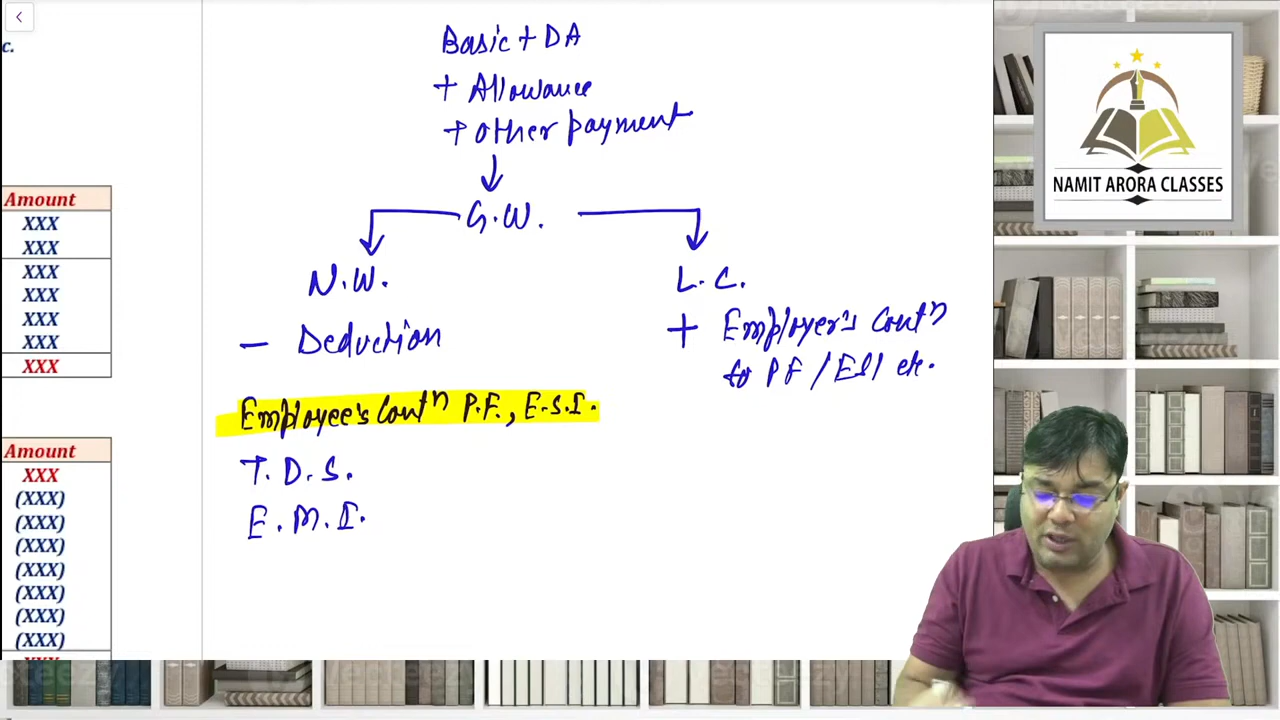 c.
Basic + DA
+ Allowance
+ other payment
G.W.
N.W.
- Deduction
Employee's Contn P.F., E.S.I.
T.D.S.
E.M.I.
L.C.
+ Employer's Contn
to PF / ESI etc.
Amount
XXX
XXX
XXX
XXX
XXX
XXX
XXX
Amount
XXX
(XXX)
(XXX)
(XXX)
(XXX)
(XXX)
(XXX)
(XXX)
NAMIT ARORA CLASSES